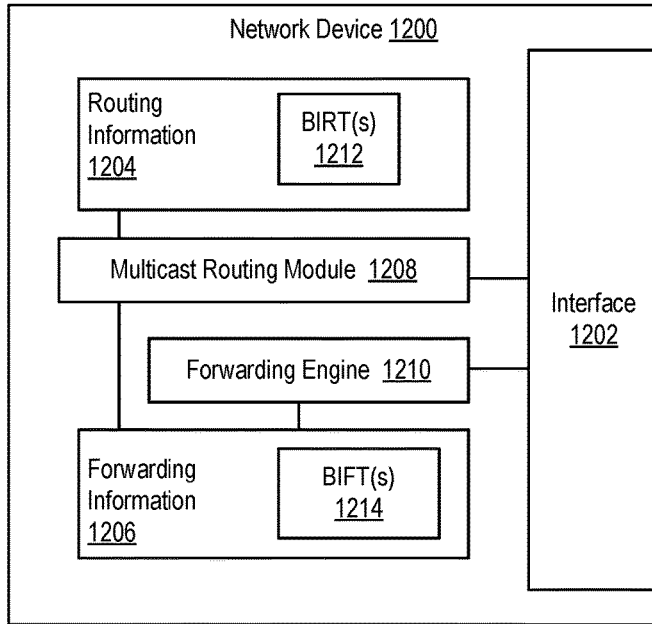 Network Device 1200
Routing
Information
1204
BIRT(s)
1212
Multicast Routing Module 1208
Interface
1202
Forwarding Engine 1210
Forwarding
Information
1206
BIFT(s)
1214